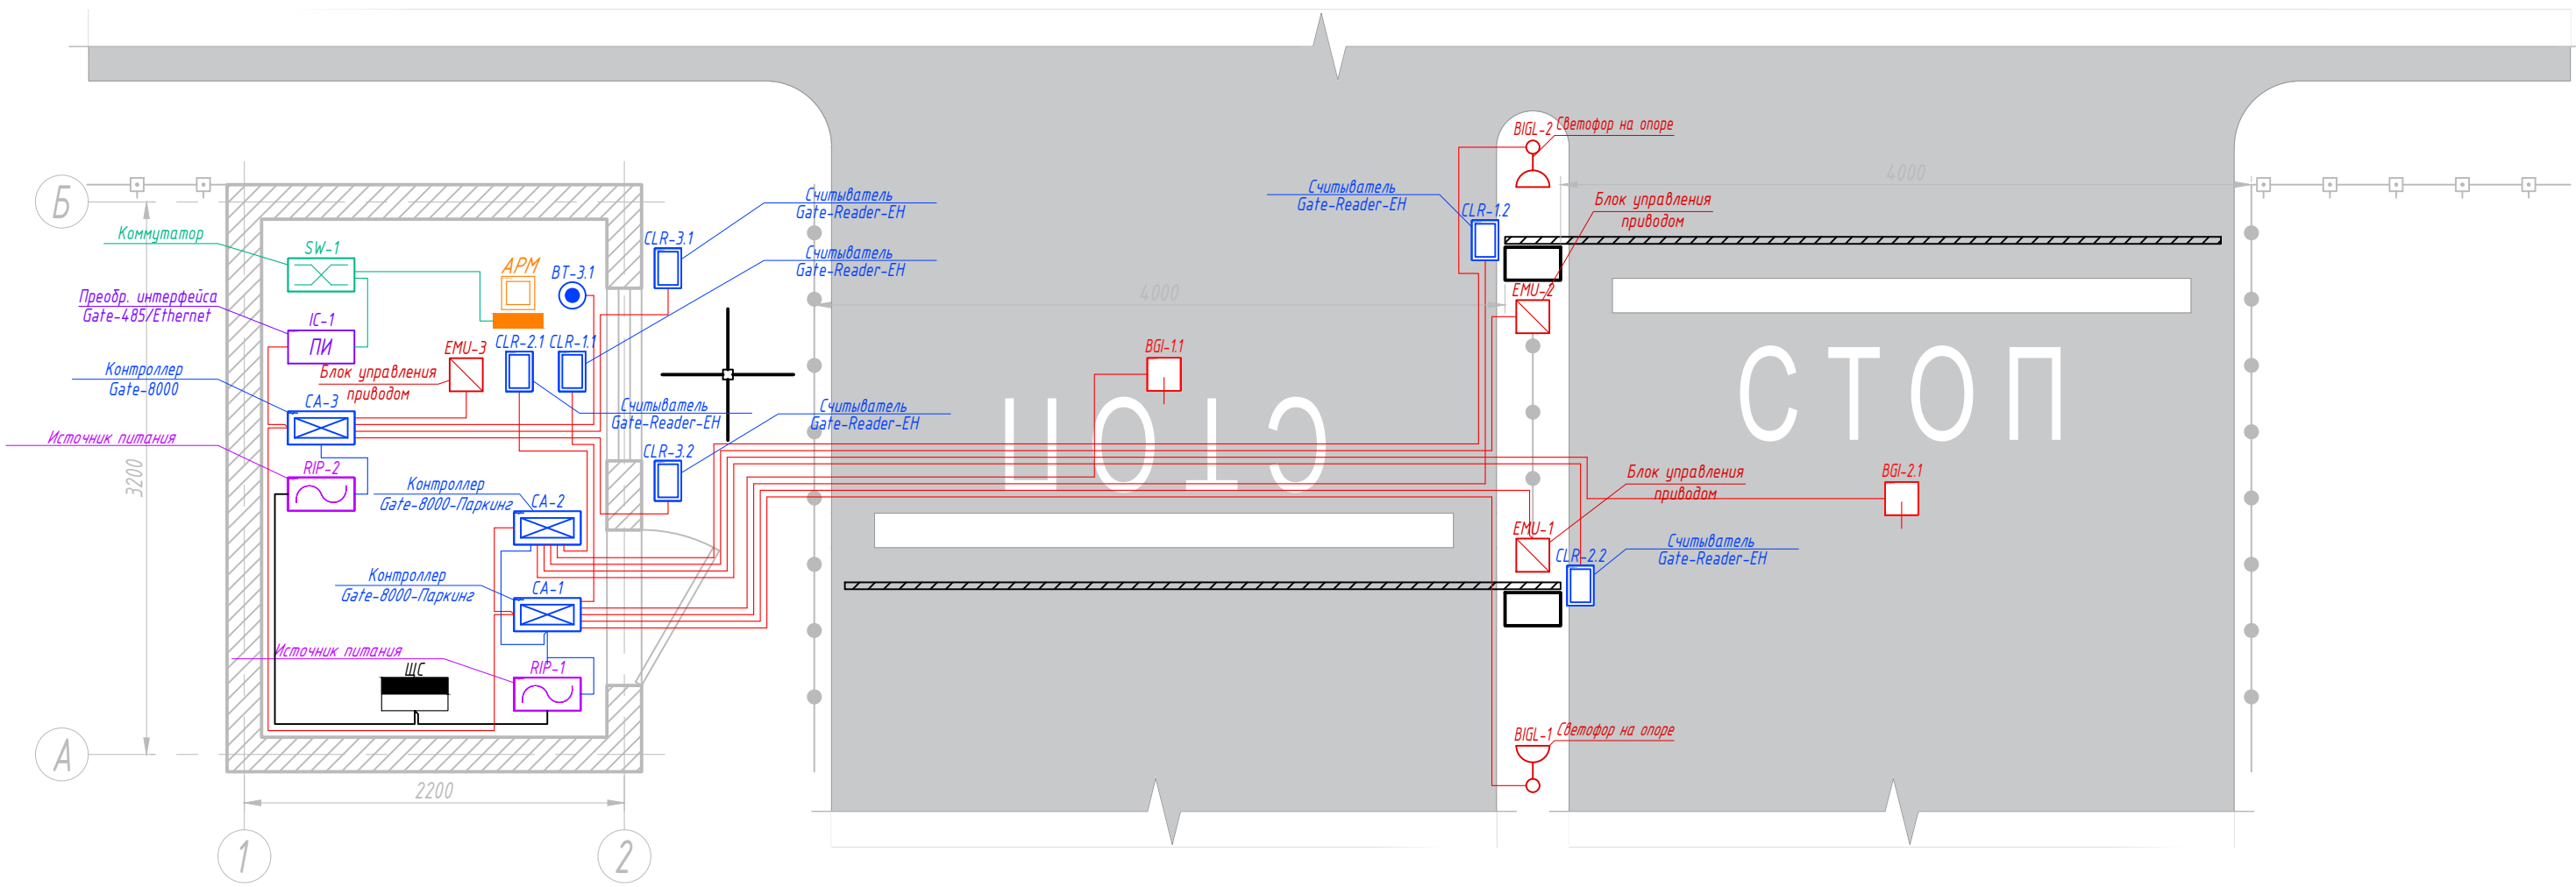 BIGL-2
Светофор на опоре
Б
Считыватель
Gate-Reader-EH
Считыватель
Gate-Reader-EH
4000
Блок управления
приводом
CLR-1.2
Коммутатор
SW-1
CLR-3.1
АРМ
BT-3.1
Считыватель
Gate-Reader-EH
Преобр. интерфейса
Gate-485/Ethernet
IC-1
ПИ
4000
EMU-2
EMU-3
CLR-2.1
CLR-1.1
BGI-1.1
Блок управления
приводом
Контроллер
Gate-8000
CA-3
Считыватель
Gate-Reader-EH
Считыватель
Gate-Reader-EH
СТОП
СТОП
Источник питания
RIP-2
3200
CLR-3.2
Контроллер
Gate-8000-Паркинг
CA-2
Блок управления
приводом
BGI-2.1
EMU-1
CLR-2.2
Считыватель
Gate-Reader-EH
Контроллер
Gate-8000-Паркинг
CA-1
Источник питания
ЩС
RIP-1
BIGL-1
Светофор на опоре
А
2200
1
2